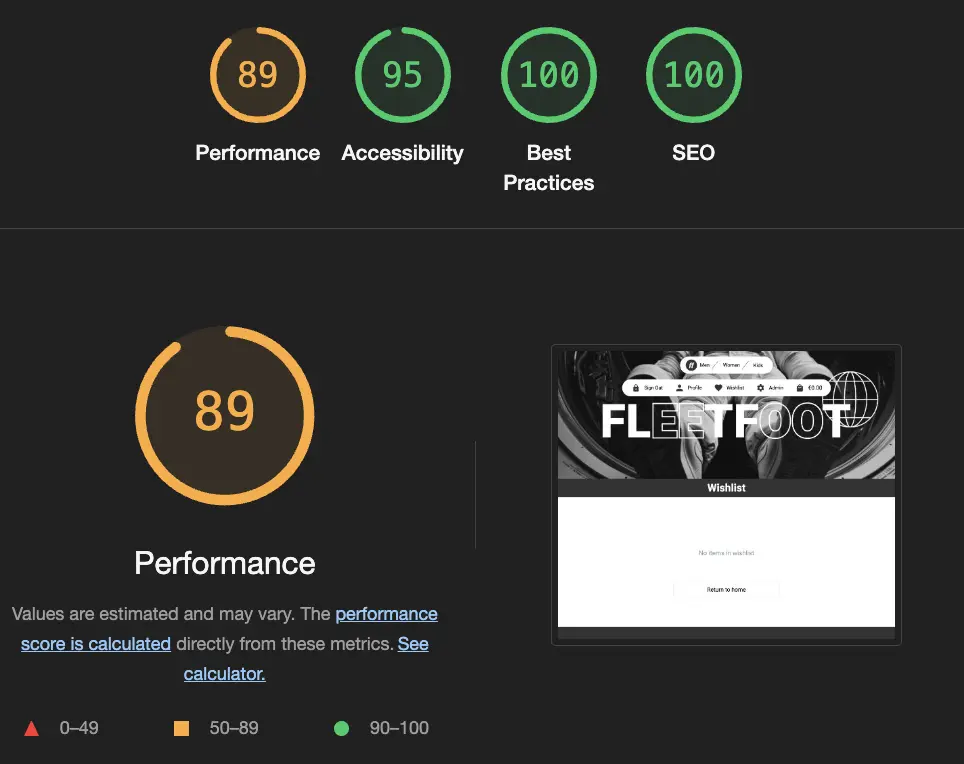 89
95
100
100
Performance
Accessibility
Best
Practices
SEO
89
Performance
Values are estimated and may vary. The performance
score is calculated directly from these metrics. See
calculator.
0–49
50–89
90–100
Men / Women / Kids
Sign Out Profile Wishlist Admin €0.00
FLEETFOOT
Wishlist
No items in wishlist
Return to home